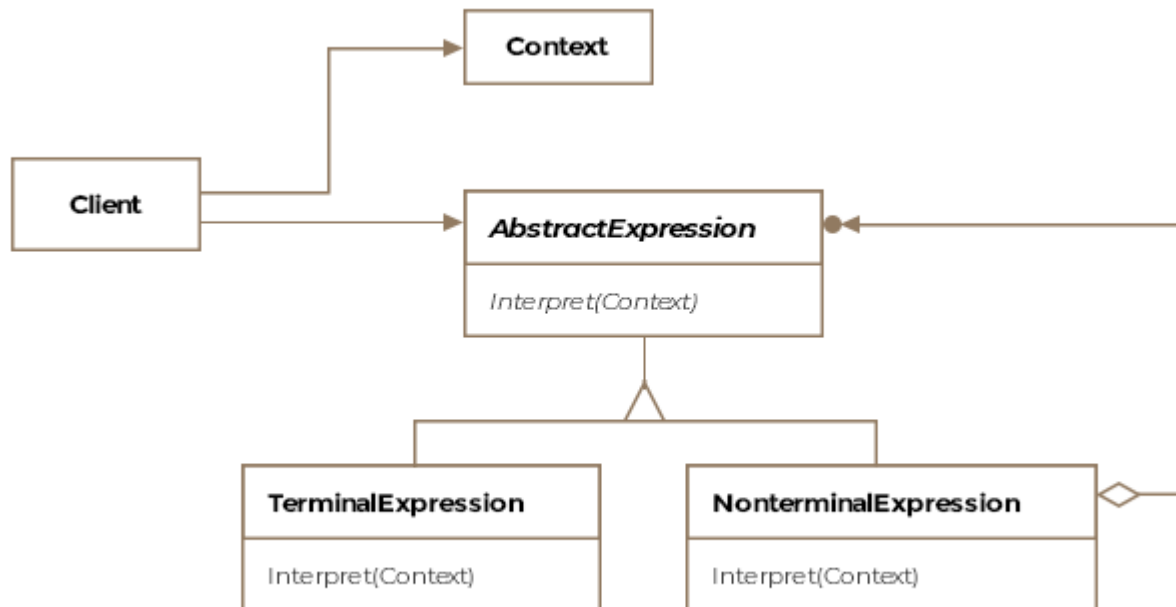 Context
Client
AbstractExpression
Interpret(Context)
TerminalExpression
NonterminalExpression
Interpret(Context)
Interpret(Context)